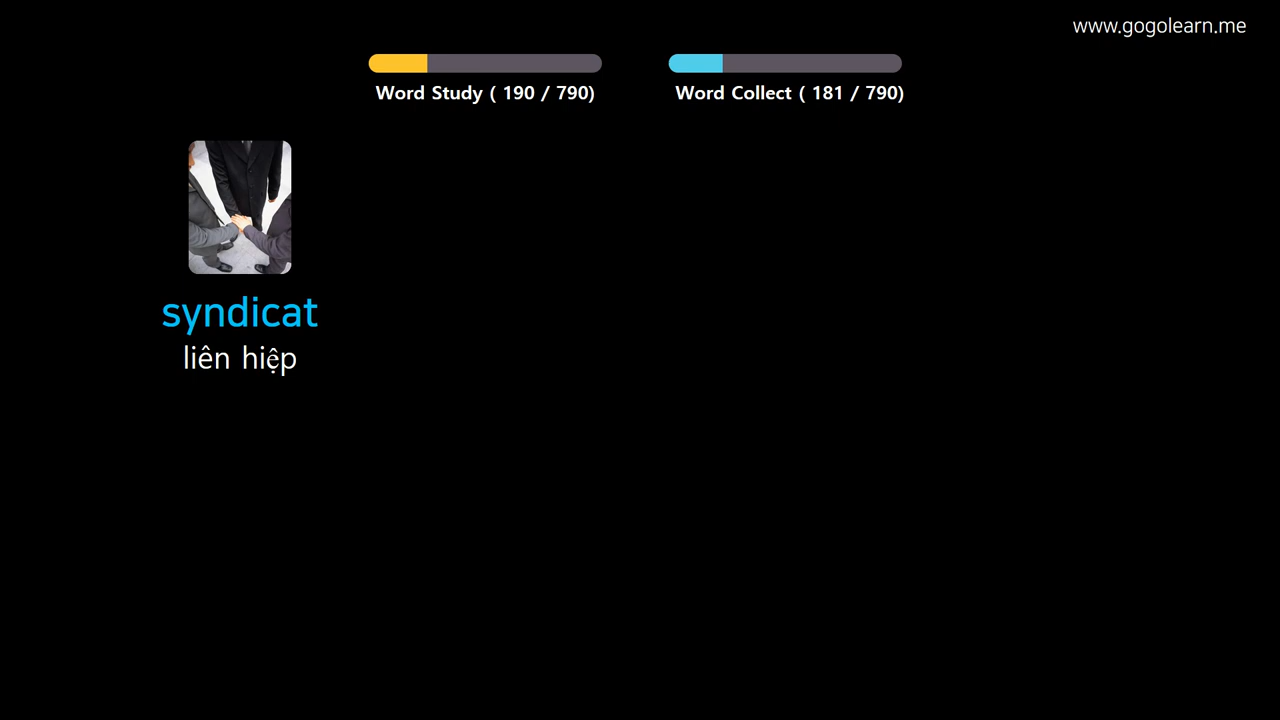 www.gogolearn.me
Word Study ( 190 / 790)
Word Collect ( 181 / 790)
syndicat
liên hiệp